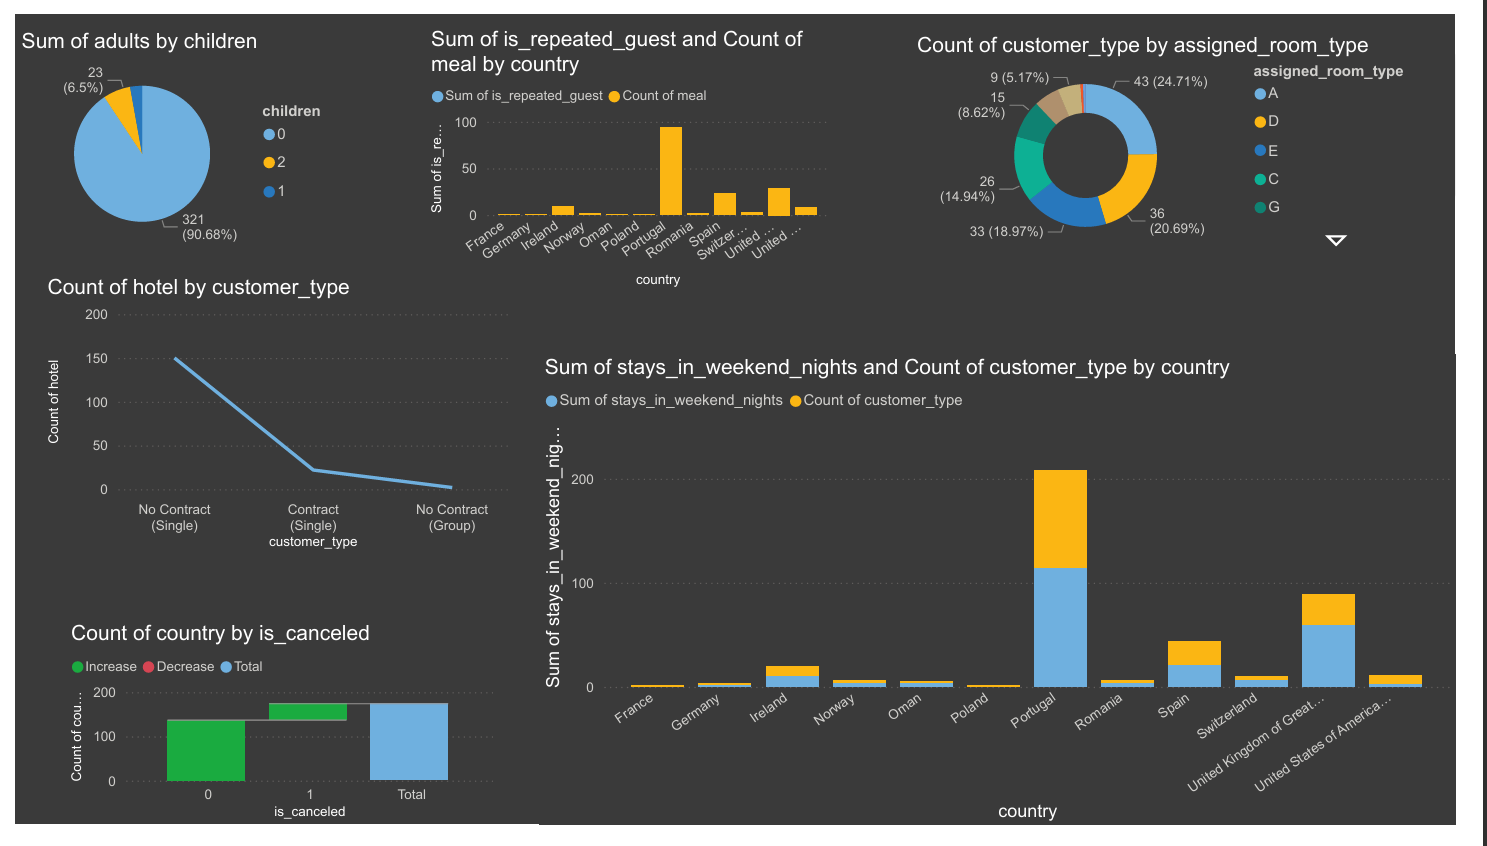 Sum of adults by children
23
(6.5%)
321
(90.68%)
children
0
2
1
Sum of is_repeated_guest and Count of
meal by country
Sum of is_repeated_guest Count of meal
Sum of is_re…
100
50
0
France
Germany
Ireland
Norway
Oman
Poland
Portugal
Romania
Spain
Switzer…
United …
United …
country
Count of customer_type by assigned_room_type
9 (5.17%)
15
(8.62%)
26
(14.94%)
33 (18.97%)
36
(20.69%)
43 (24.71%)
assigned_room_type
A
D
E
C
G
Count of hotel by customer_type
Count of hotel
200
150
100
50
0
No Contract
(Single)
Contract
(Single)
No Contract
(Group)
customer_type
Sum of stays_in_weekend_nights and Count of customer_type by country
Sum of stays_in_weekend_nights Count of customer_type
Sum of stays_in_weekend_nig…
200
100
0
France
Germany
Ireland
Norway
Oman
Poland
Portugal
Romania
Spain
Switzerland
United Kingdom of Great…
United States of America…
country
Count of country by is_canceled
Increase Decrease Total
Count of cou…
200
100
0
0
1
Total
is_canceled